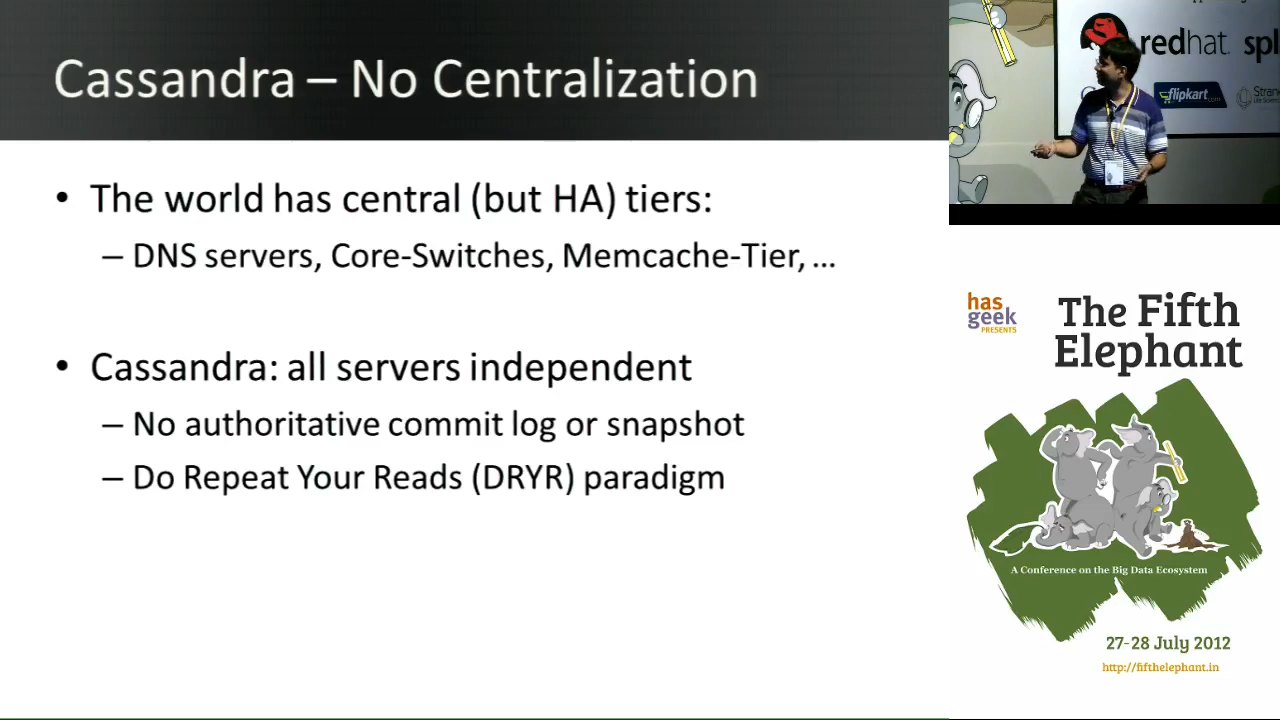 Cassandra – No Centralization
• The world has central (but HA) tiers:
– DNS servers, Core-Switches, Memcache-Tier, ...
• Cassandra: all servers independent
– No authoritative commit log or snapshot
– Do Repeat Your Reads (DRYR) paradigm
redhat. spl
flipkart.com
has
geek
PRESENTS
The Fifth
Elephant
A Conference on the Big Data Ecosystem
27-28 July 2012
http://fifthelephant.in